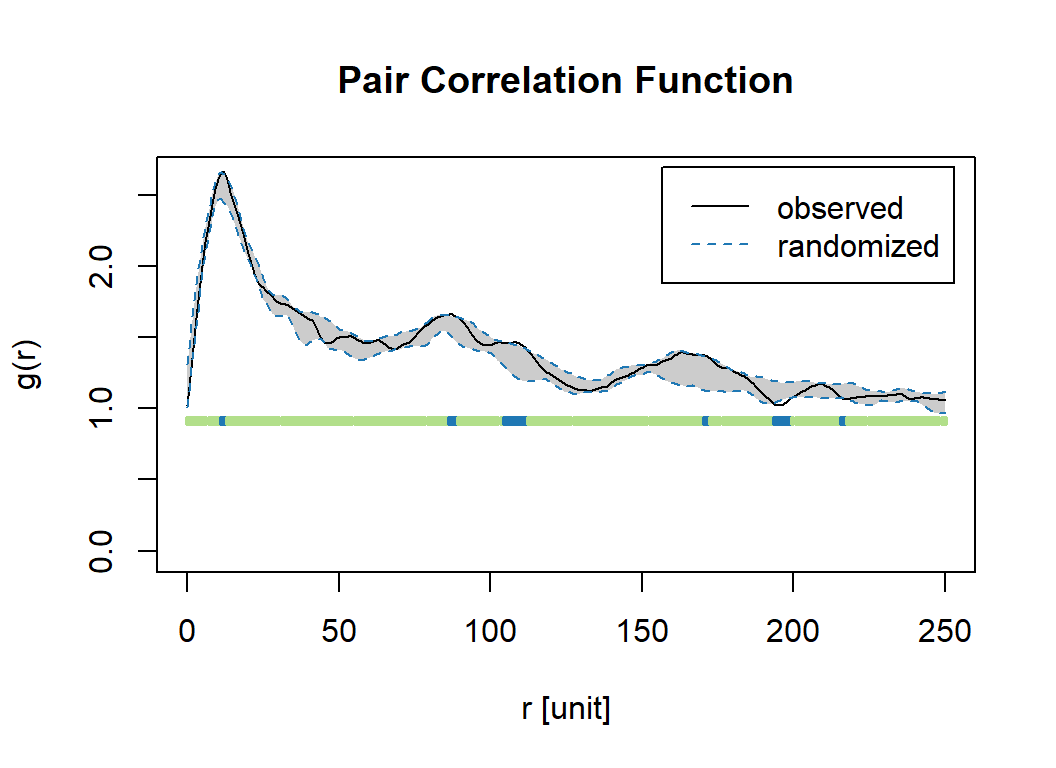 Pair Correlation Function
observed
randomized
g(r)
2.0
1.0
0.0
0 50 100 150 200 250
r [unit]